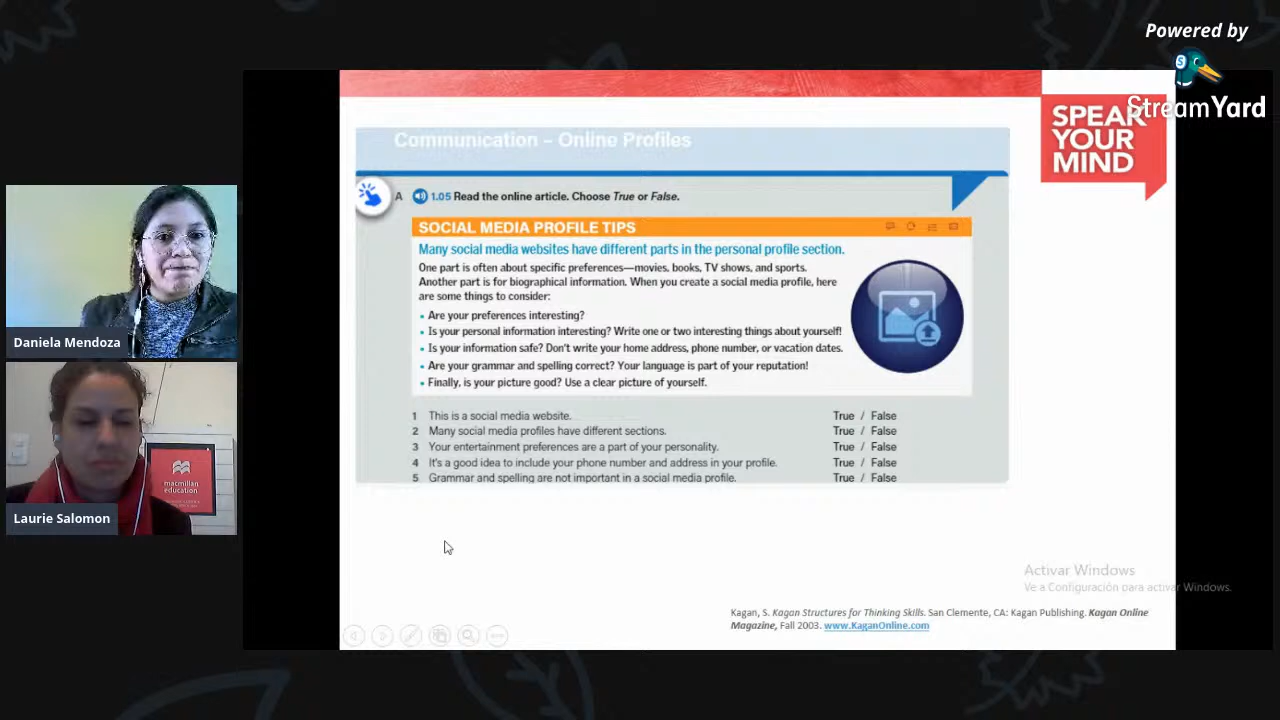 Powered by
StreamYard
SPEAK
YOUR
MIND
Communication – Online Profiles
A 1.05 Read the online article. Choose True or False.
SOCIAL MEDIA PROFILE TIPS
Many social media websites have different parts in the personal profile section.
One part is often about specific preferences—movies, books, TV shows, and sports.
Another part is for biographical information. When you create a social media profile, here
are some things to consider:
• Are your preferences interesting?
• Is your personal information interesting? Write one or two interesting things about yourself!
• Is your information safe? Don't write your home address, phone number, or vacation dates.
• Are your grammar and spelling correct? Your language is part of your reputation!
• Finally, is your picture good? Use a clear picture of yourself.
1 This is a social media website. True / False
2 Many social media profiles have different sections. True / False
3 Your entertainment preferences are a part of your personality. True / False
4 It's a good idea to include your phone number and address in your profile. True / False
5 Grammar and spelling are not important in a social media profile. True / False
Daniela Mendoza
macmillan
education
Laurie Salomon
Activar Windows
Ve a Configuración para activar Windows.
Kagan, S. Kagan Structures for Thinking Skills. San Clemente, CA: Kagan Publishing. Kagan Online
Magazine, Fall 2003. www.KaganOnline.com